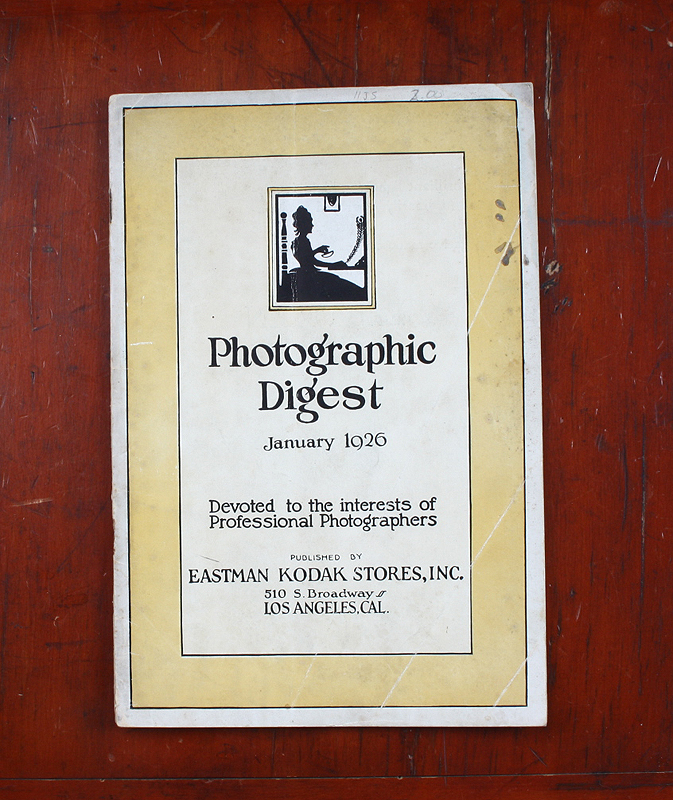 Photographic
Digest
January 1926
Devoted to the interests of
Professional Photographers
PUBLISHED BY
EASTMAN KODAK STORES, INC.
510 S. Broadway
LOS ANGELES, CAL.